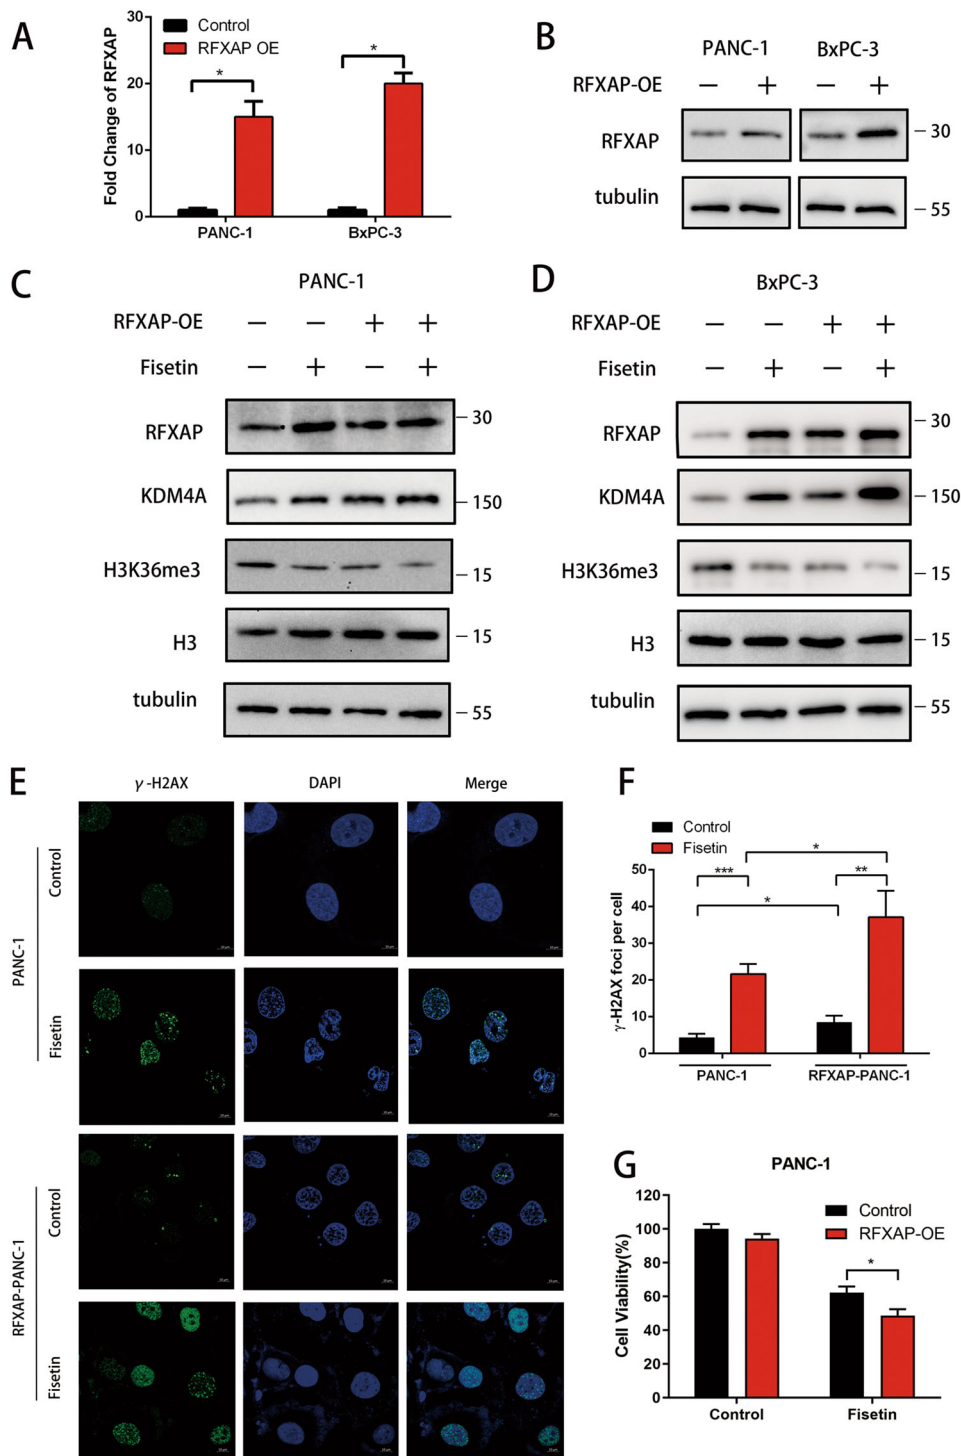 A
30
20
10
0
Fold Change of RFXAP
Control
RFXAP OE
*
*
PANC-1
BxPC-3
B
PANC-1
BxPC-3
RFXAP-OE
−
+
−
+
RFXAP
– 30
tubulin
– 55
C
PANC-1
RFXAP-OE
−
−
+
+
Fisetin
−
+
−
+
RFXAP
– 30
KDM4A
– 150
H3K36me3
– 15
H3
– 15
tubulin
– 55
D
BxPC-3
RFXAP-OE
−
−
+
+
Fisetin
−
+
−
+
RFXAP
– 30
KDM4A
– 150
H3K36me3
– 15
H3
– 15
tubulin
– 55
E
γ-H2AX
DAPI
Merge
PANC-1
Control
Fisetin
RFXAP-PANC-1
Control
Fisetin
F
Control
Fisetin
γ-H2AX foci per cell
50
40
30
20
10
0
***
*
*
**
PANC-1
RFXAP-PANC-1
G
PANC-1
Control
RFXAP-OE
Cell Viability(%)
120
100
80
60
40
20
0
*
Control
Fisetin